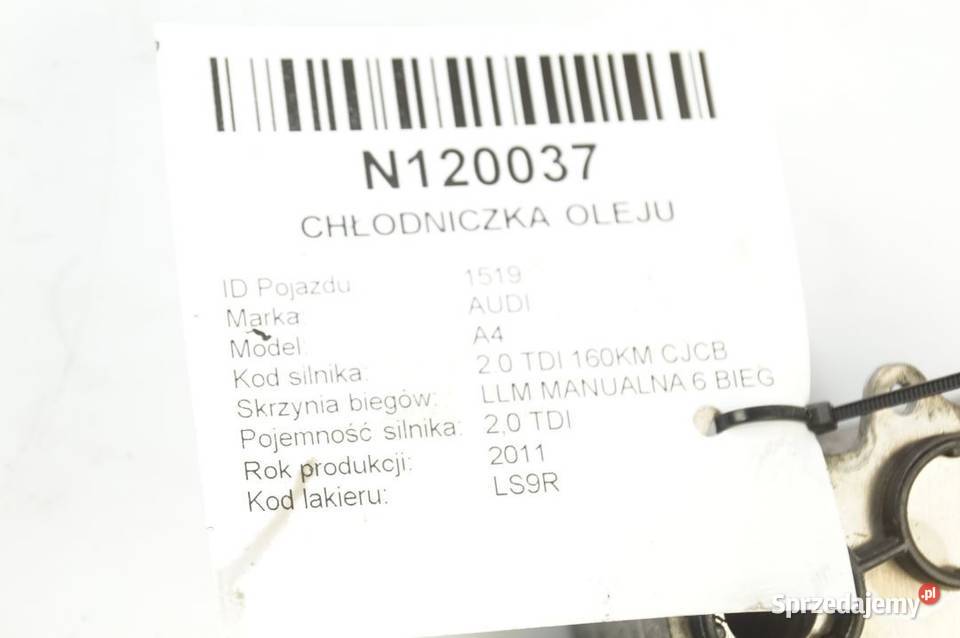 N120037
CHŁODNICZKA OLEJU
ID Pojazdu 1519
Marka AUDI
Model: A4
Kod silnika: 2.0 TDI 160KM CJCB
Skrzynia biegów: LLM MANUALNA 6 BIEG
Pojemność silnika: 2,0 TDI
Rok produkcji: 2011
Kod lakieru: LS9R
Sprzedajemy.pl